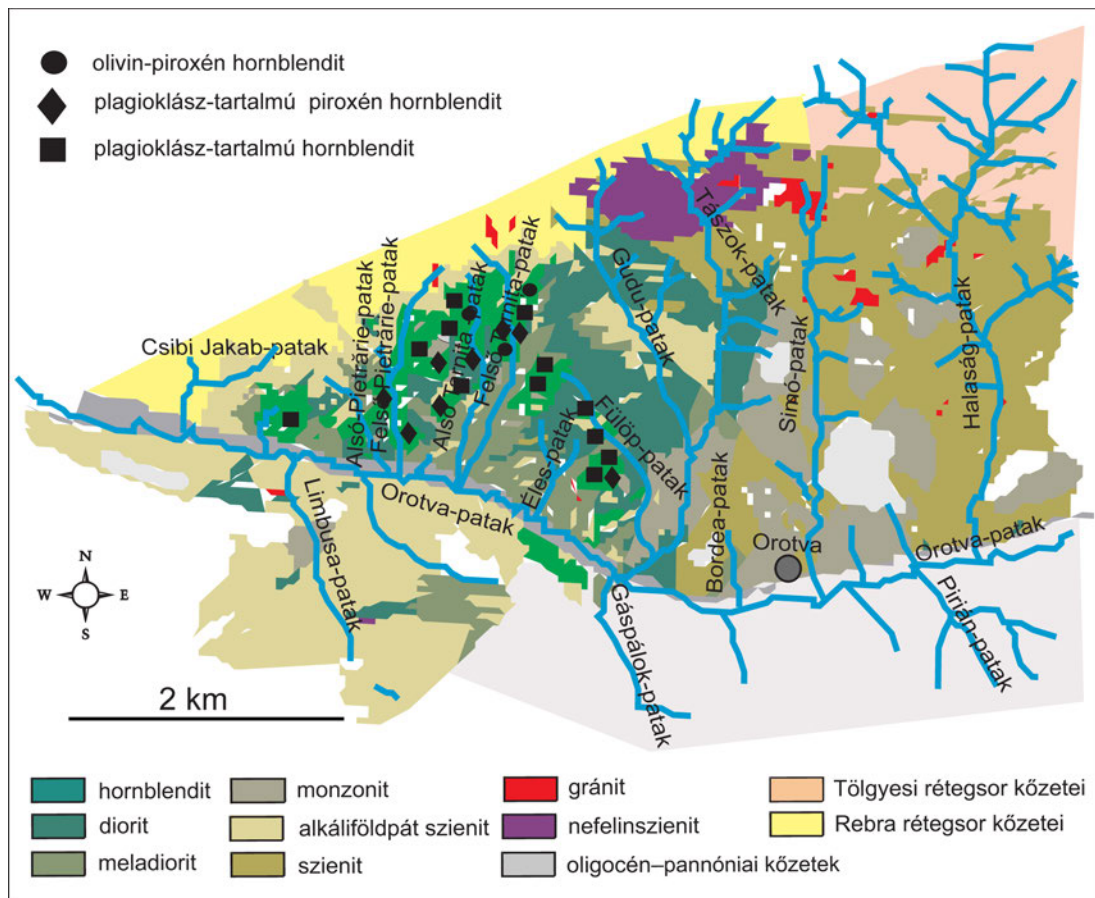 olivin-piroxén hornblendit
plagioklász-tartalmú piroxén hornblendit
plagioklász-tartalmú hornblendit
Csibi Jakab-patak
Alsó-Pietrárie-patak
Felső-Pietrárie-patak
Alsó Tarnita-patak
Felső Tarnita-patak
Gudu-patak
Tászok-patak
Simó-patak
Halaság-patak
Limbusa-patak
Orotva-patak
Éles-patak
Fülöp-patak
Bordea-patak
Orotva
Orotva-patak
Gáspálok-patak
Pirián-patak
N
W E
S
2 km
hornblendit
monzonit
gránit
Tölgyesi rétegsor kőzetei
diorit
alkáliföldpát szienit
nefelinszienit
Rebra rétegsor kőzetei
meladiorit
szienit
oligocén–pannóniai kőzetek